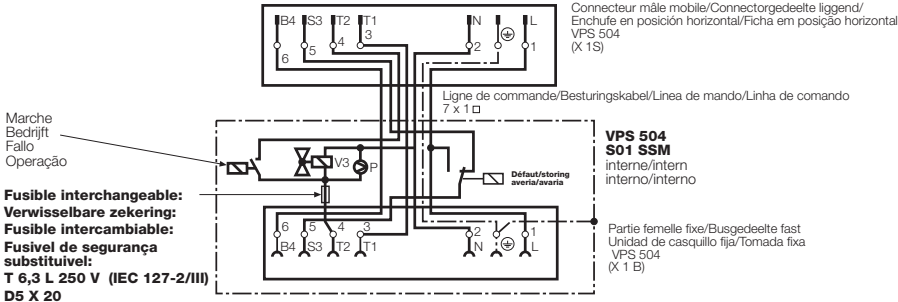 Connecteur mâle mobile/Connectorgedeelte liggend/
Enchufe en posición horizontal/Ficha em posição horizontal
VPS 504
(X 1S)
B4 S3 T2 T1 N L
6 5 4 3 2 1
Ligne de commande/Besturingskabel/Linea de mando/Linha de comando
7 x 1
Marche
Bedrijft
Fallo
Operação
V3
P
Défaut/storing
averia/avaria
VPS 504
S01 SSM
interne/intern
interno/interno
Fusible interchangeable:
Verwisselbare zekering:
Fusible intercambiable:
Fusivel de segurança
substituivel:
T 6,3 L 250 V (IEC 127-2/III)
D5 X 20
6 5 4 3 2 1
B4 S3 T2 T1 N L
Partie femelle fixe/Busgedeelte fast
Unidad de casquillo fija/Tomada fixa
VPS 504
(X 1 B)